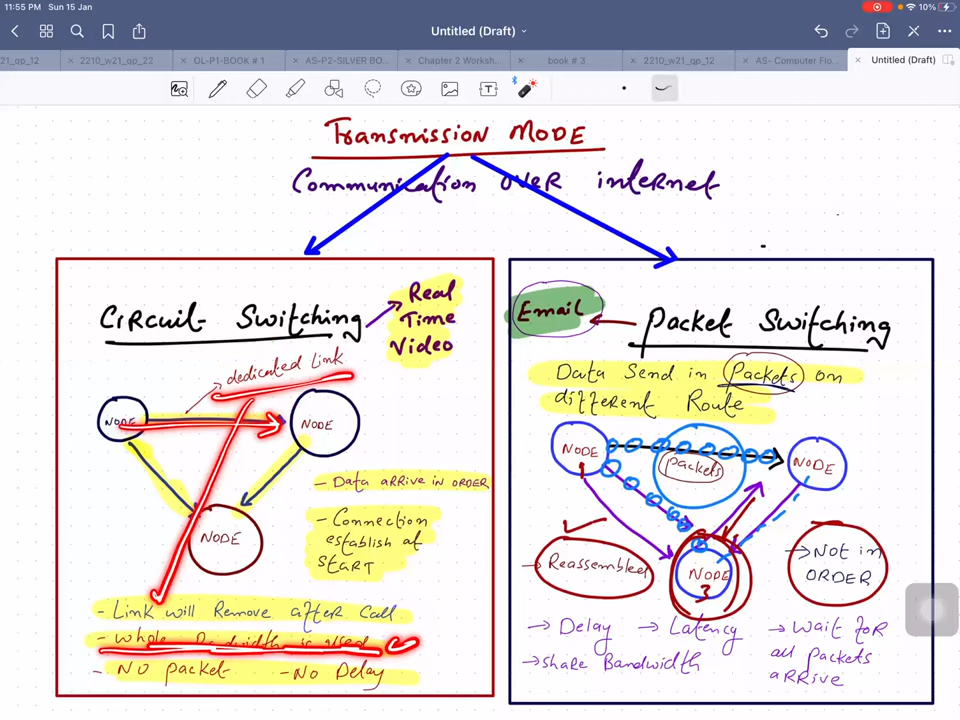 11:55 PM Sun 15 Jan
10%
Untitled (Draft)
21_qp_12
2210_w21_qp_22
OL-P1-BOOK # 1
AS-P2-SILVER BO...
Chapter 2 Worksh...
book # 3
2210_w21_qp_12
AS- Computer Flo...
Untitled (Draft)
Transmission MODE
Communication OVER internet
Circuit Switching
Real
Time
Video
dedicated Link
NODE
NODE
NODE
- Data arrive in order
- Connection
establish at
START
- Link will Remove after Call
- Whole Bandwidth is used
- NO Packet - No Delay
Email
Packet Switching
Data Send in Packets on
different Route
NODE
1
Packets
NODE
NODE
3
→ Reassembled
→ NOT in
ORDER
→ Delay → Latency → Wait for
→ Share Bandwidth all packets
arrive